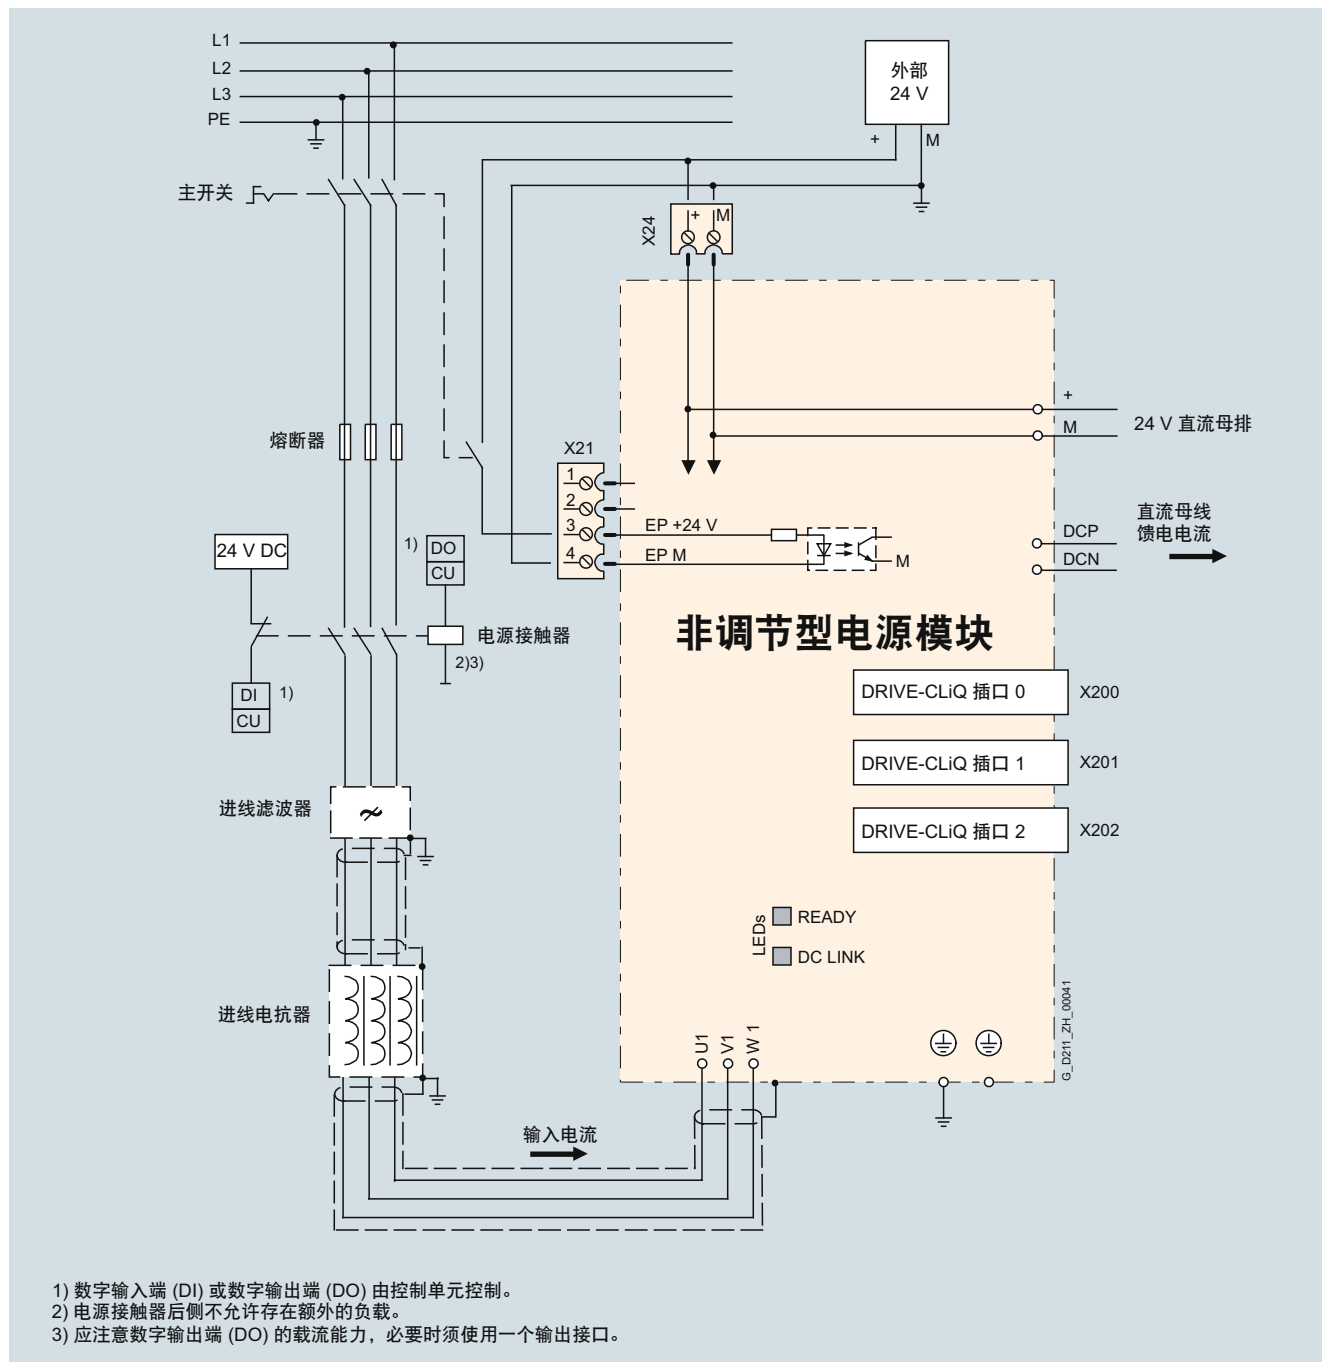 L1
L2
L3
PE
外部
24 V
+
M
主开关
X24
+
M
+
M
24 V 直流母排
熔断器
X21
1
2
3
4
EP +24 V
EP M
M
直流母线
馈电电流
DCP
DCN
24 V DC
1)
DO
CU
电源接触器
2)3)
DI
CU
1)
非调节型电源模块
DRIVE-CLiQ 插口 0
X200
DRIVE-CLiQ 插口 1
X201
DRIVE-CLiQ 插口 2
X202
进线滤波器
LEDs
READY
DC LINK
进线电抗器
U1
V1
W 1
G_D211_ZH_00041
输入电流
1) 数字输入端 (DI) 或数字输出端 (DO) 由控制单元控制。
2) 电源接触器后侧不允许存在额外的负载。
3) 应注意数字输出端 (DO) 的载流能力，必要时须使用一个输出接口。